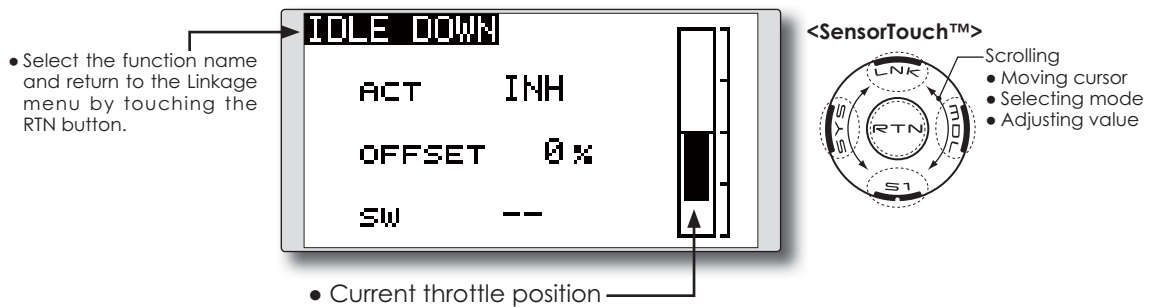 IDLE DOWN
● Select the function name
and return to the Linkage
menu by touching the
RTN button.
ACT INH
OFFSET 0%
SW --
● Current throttle position
<SensorTouch™>
Scrolling
● Moving cursor
● Selecting mode
● Adjusting value
LNK
SYS
RTN
MDL
S1